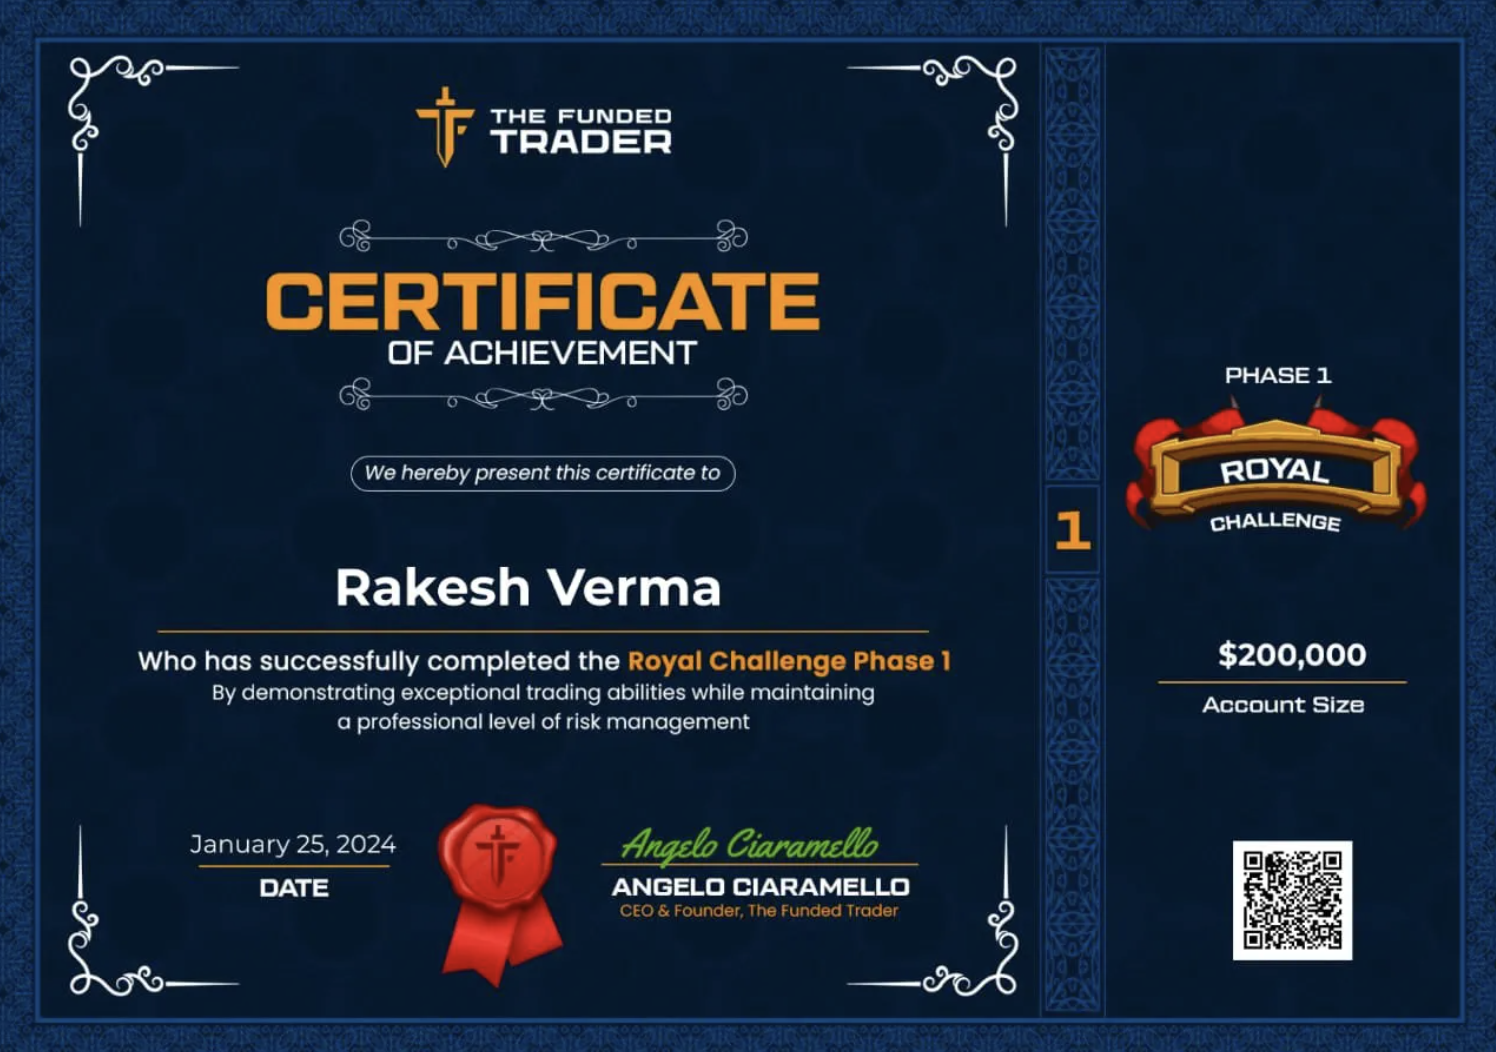 THE FUNDED
TRADER
CERTIFICATE
OF ACHIEVEMENT
We hereby present this certificate to
Rakesh Verma
Who has successfully completed the Royal Challenge Phase 1
By demonstrating exceptional trading abilities while maintaining
a professional level of risk management
January 25, 2024
DATE
Angelo Ciaramello
ANGELO CIARAMELLO
CEO & Founder, The Funded Trader
1
PHASE 1
ROYAL
CHALLENGE
$200,000
Account Size